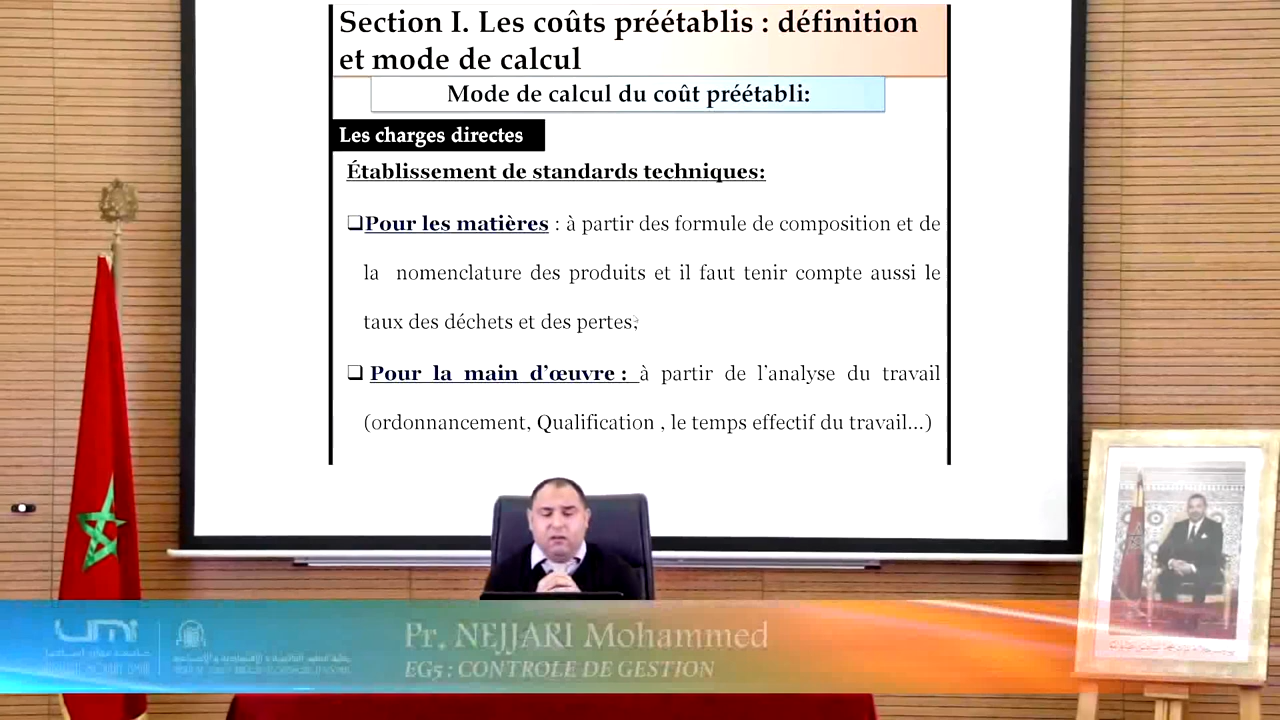 Section I. Les coûts préétablis : définition
et mode de calcul
Mode de calcul du coût préétabli:
Les charges directes
Établissement de standards techniques:
❑Pour les matières : à partir des formule de composition et de
la nomenclature des produits et il faut tenir compte aussi le
taux des déchets et des pertes;
❑ Pour la main d’œuvre : à partir de l’analyse du travail
(ordonnancement, Qualification , le temps effectif du travail...)
Pr. NEJJARI Mohammed
EG5 : CONTROLE DE GESTION
umi